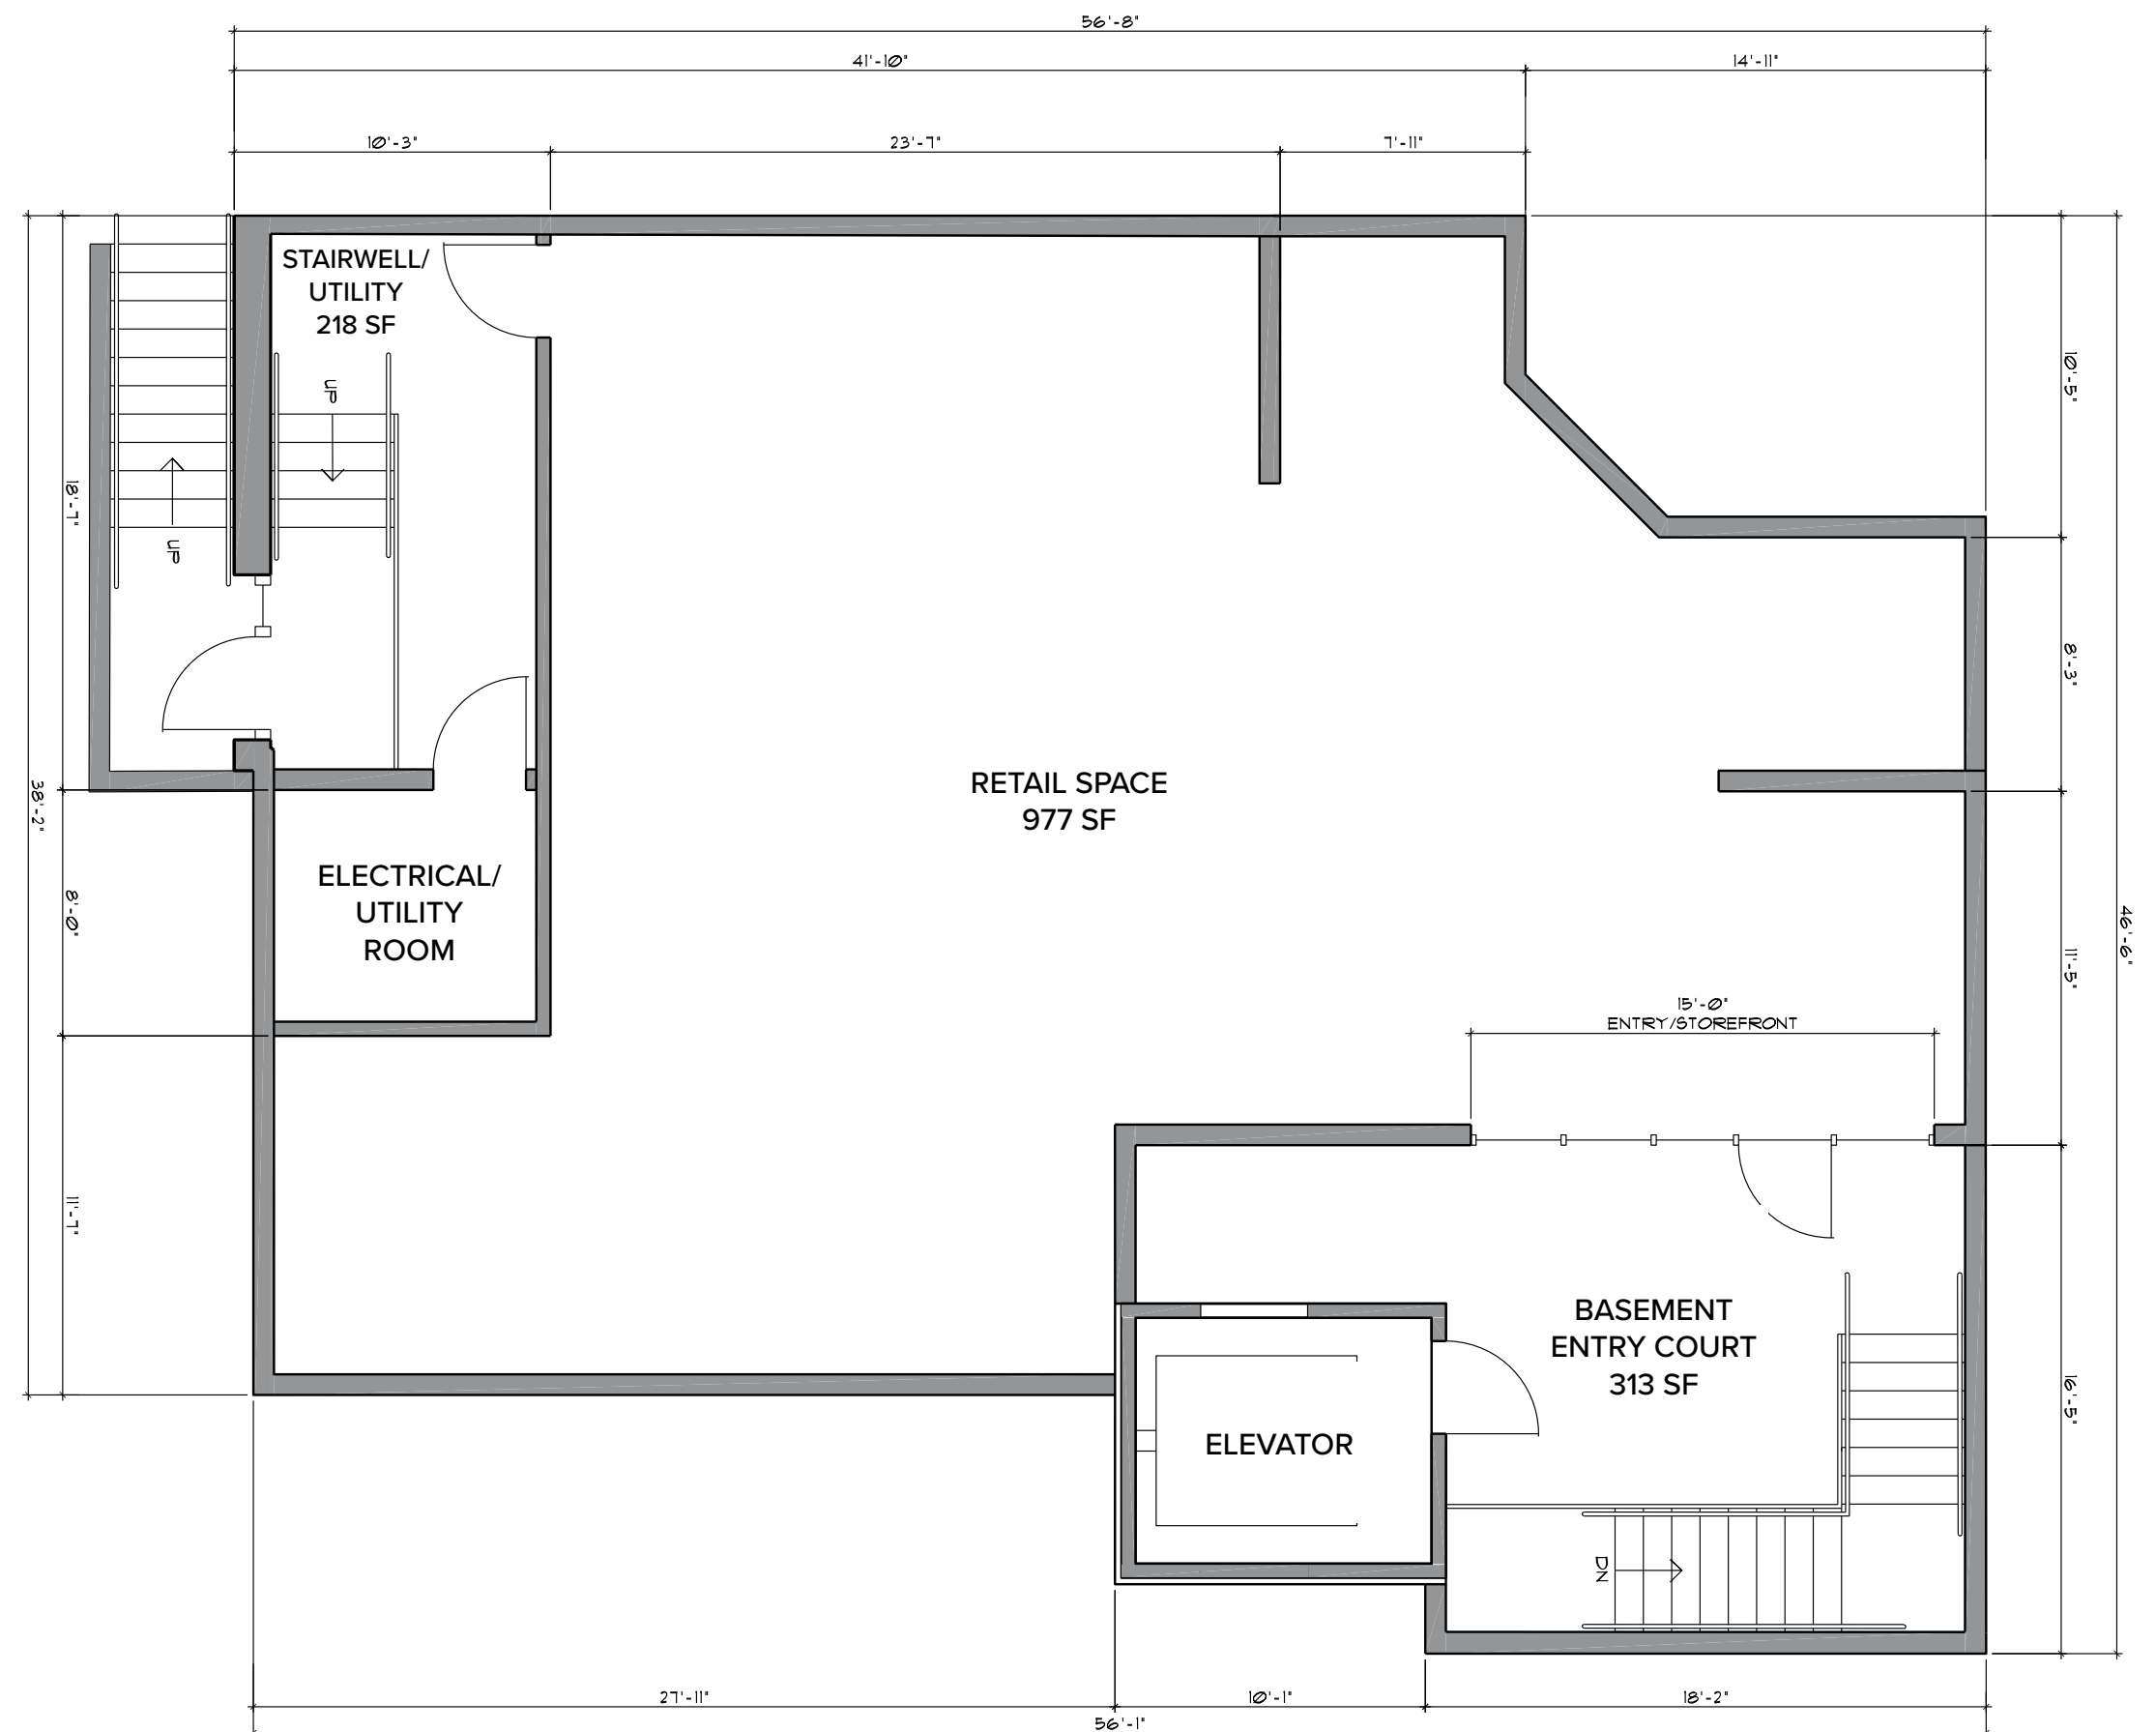 56'-8"
41'-10"
14'-11"
10'-3"
23'-7"
7'-11"
STAIRWELL/
UTILITY
218 SF
UP
UP
18'-7"
38'-2"
8'-0"
11'-7"
10'-5"
8'-3"
46'-6"
11'-5"
16'-5"
RETAIL SPACE
977 SF
ELECTRICAL/
UTILITY
ROOM
15'-0"
ENTRY/STOREFRONT
BASEMENT
ENTRY COURT
313 SF
ELEVATOR
DN
27'-11"
10'-1"
18'-2"
56'-1"